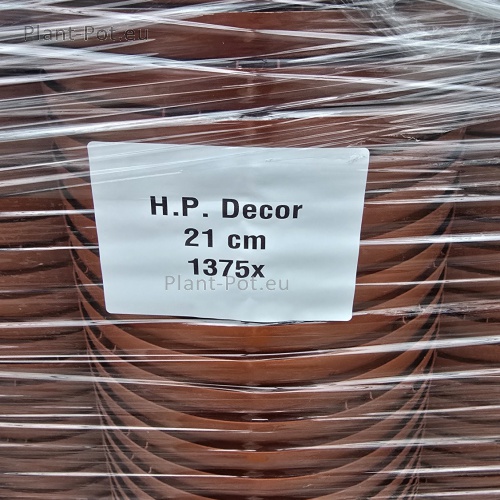 Plant-Pot.eu
H.P. Decor
21 cm
1375x
Plant-Pot.eu